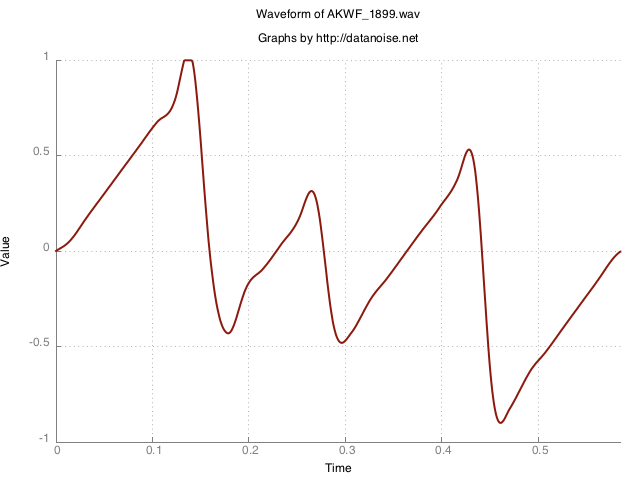 Waveform of AKWF_1899.wav
Graphs by http://datanoise.net
1
0.5
0
-0.5
-1
Value
0 0.1 0.2 0.3 0.4 0.5
Time